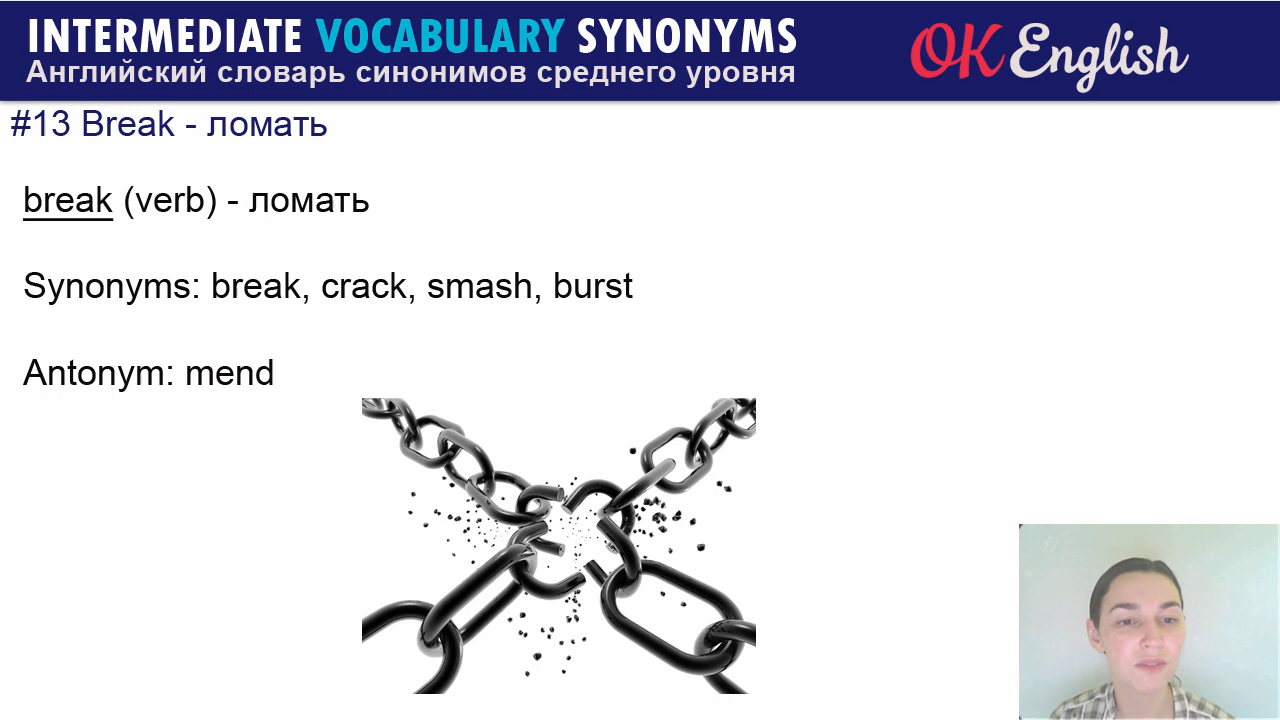 INTERMEDIATE VOCABULARY SYNONYMS
Английский словарь синонимов среднего уровня
OK English
#13 Break - ломать
break (verb) - ломать
Synonyms: break, crack, smash, burst
Antonym: mend